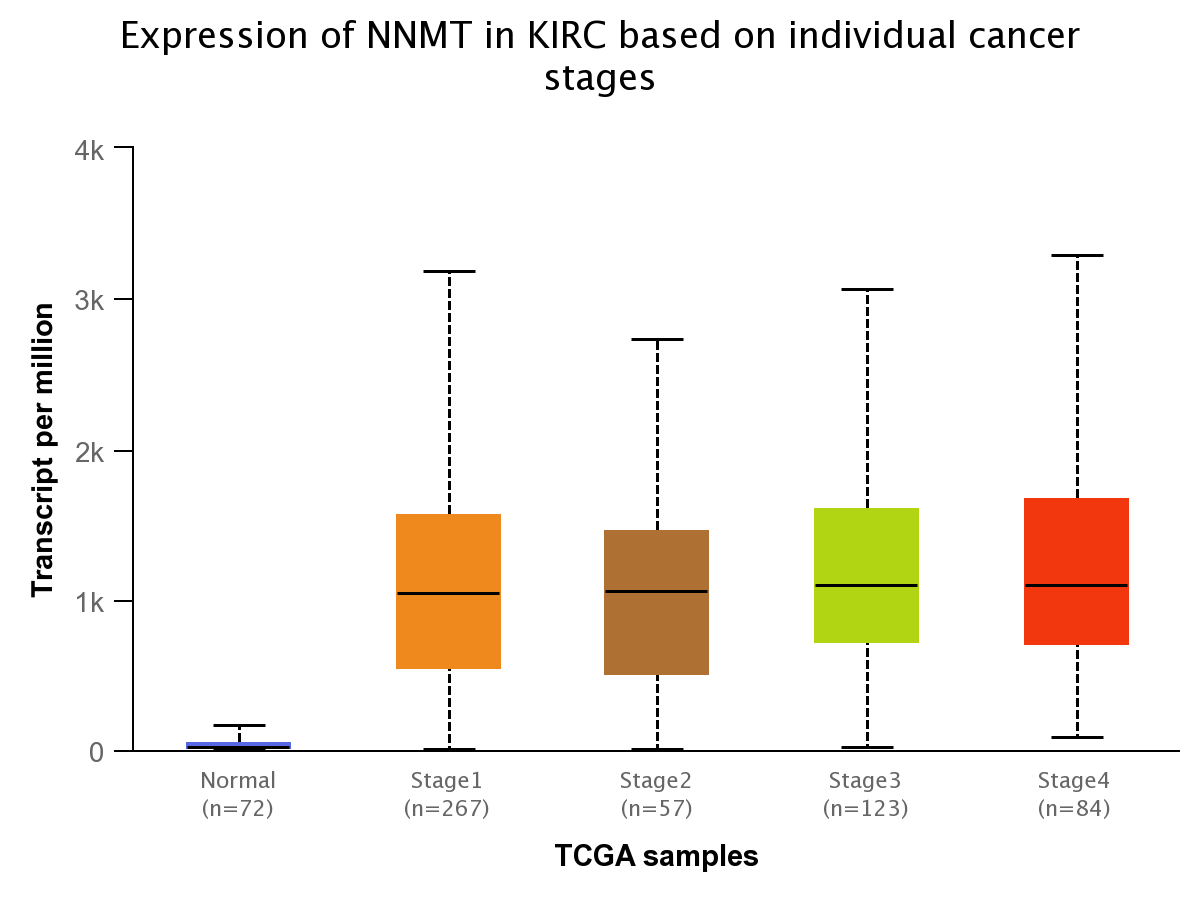 Expression of NNMT in KIRC based on individual cancer
stages
Transcript per million
4k
3k
2k
1k
0
Normal
(n=72)
Stage1
(n=267)
Stage2
(n=57)
Stage3
(n=123)
Stage4
(n=84)
TCGA samples